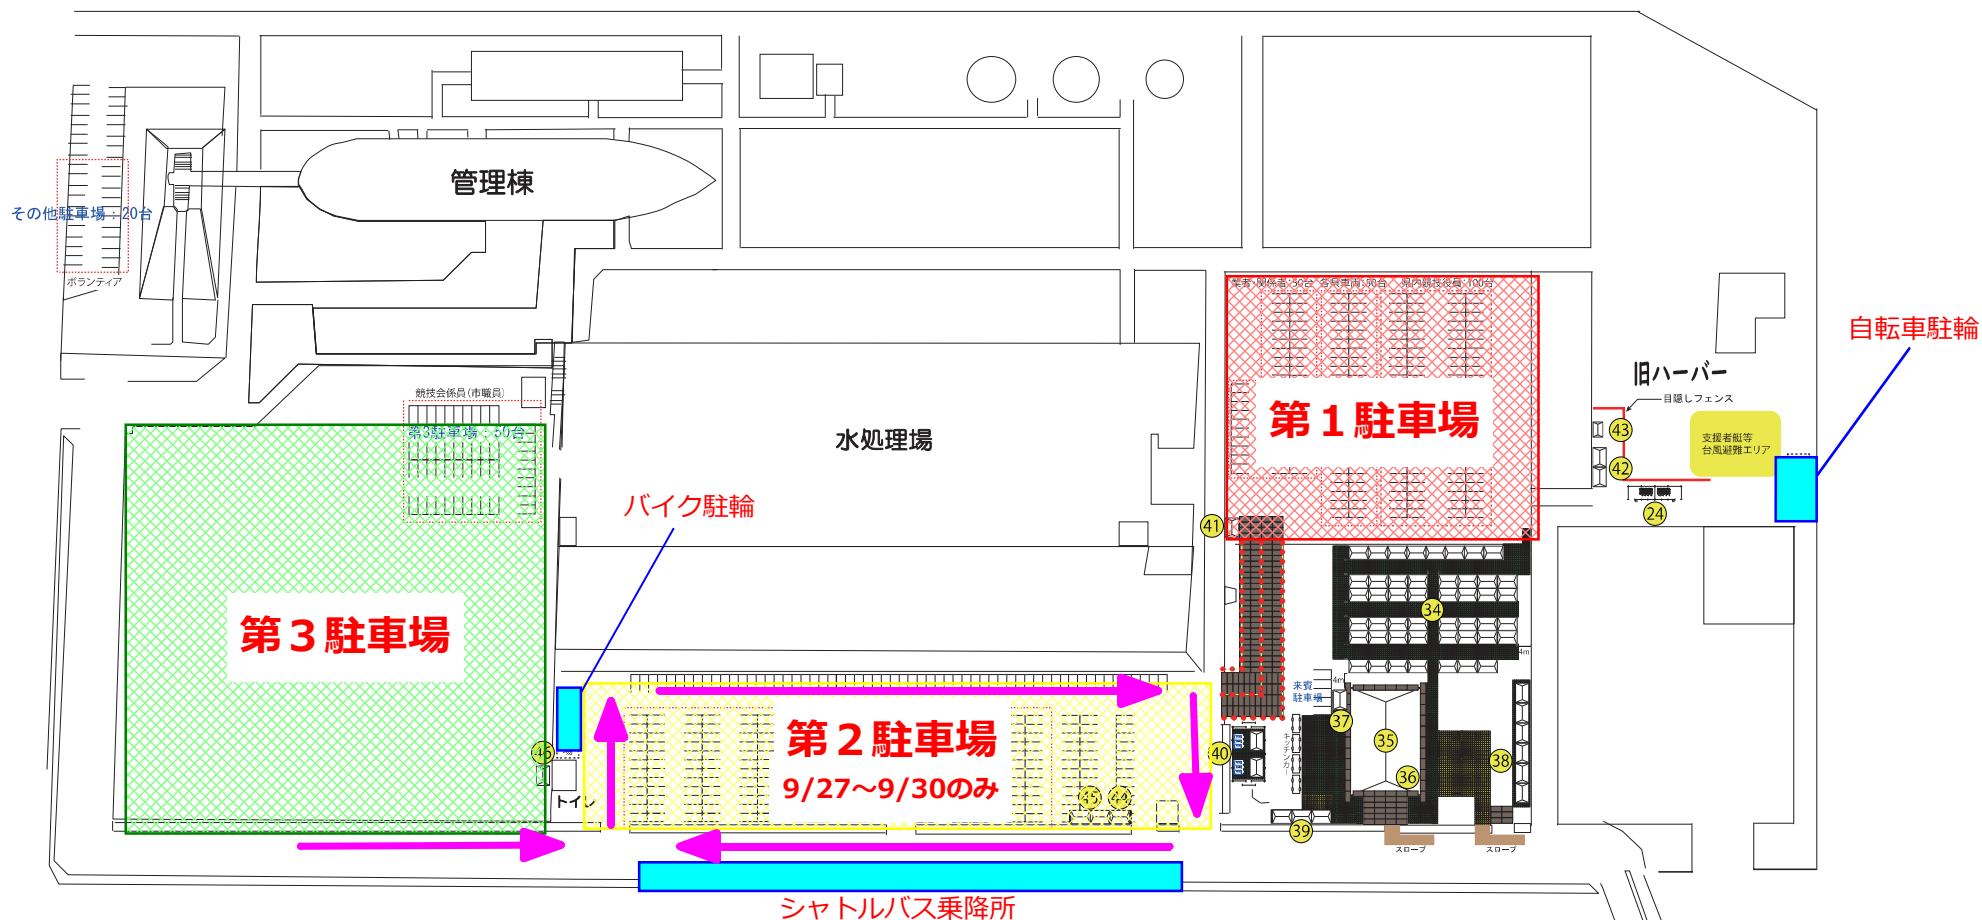 管理棟
その他駐車場：20台
ボランティア
業者・関係者:50台 各県車両:50台 県内競技役員:100台
第１駐車場
自転車駐輪
旧ハーバー
目隠しフェンス
支援者艇等
台風避難エリア
43
42
24
競技会係員(市職員)
第3駐車場：50台
水処理場
バイク駐輪
41
34
4m
第３駐車場
来賓
駐車場
4m
37
35
36
38
第２駐車場
9/27～9/30のみ
46
トイレ
45
44
40
キッチンカー
39
スロープ
スロープ
シャトルバス乗降所